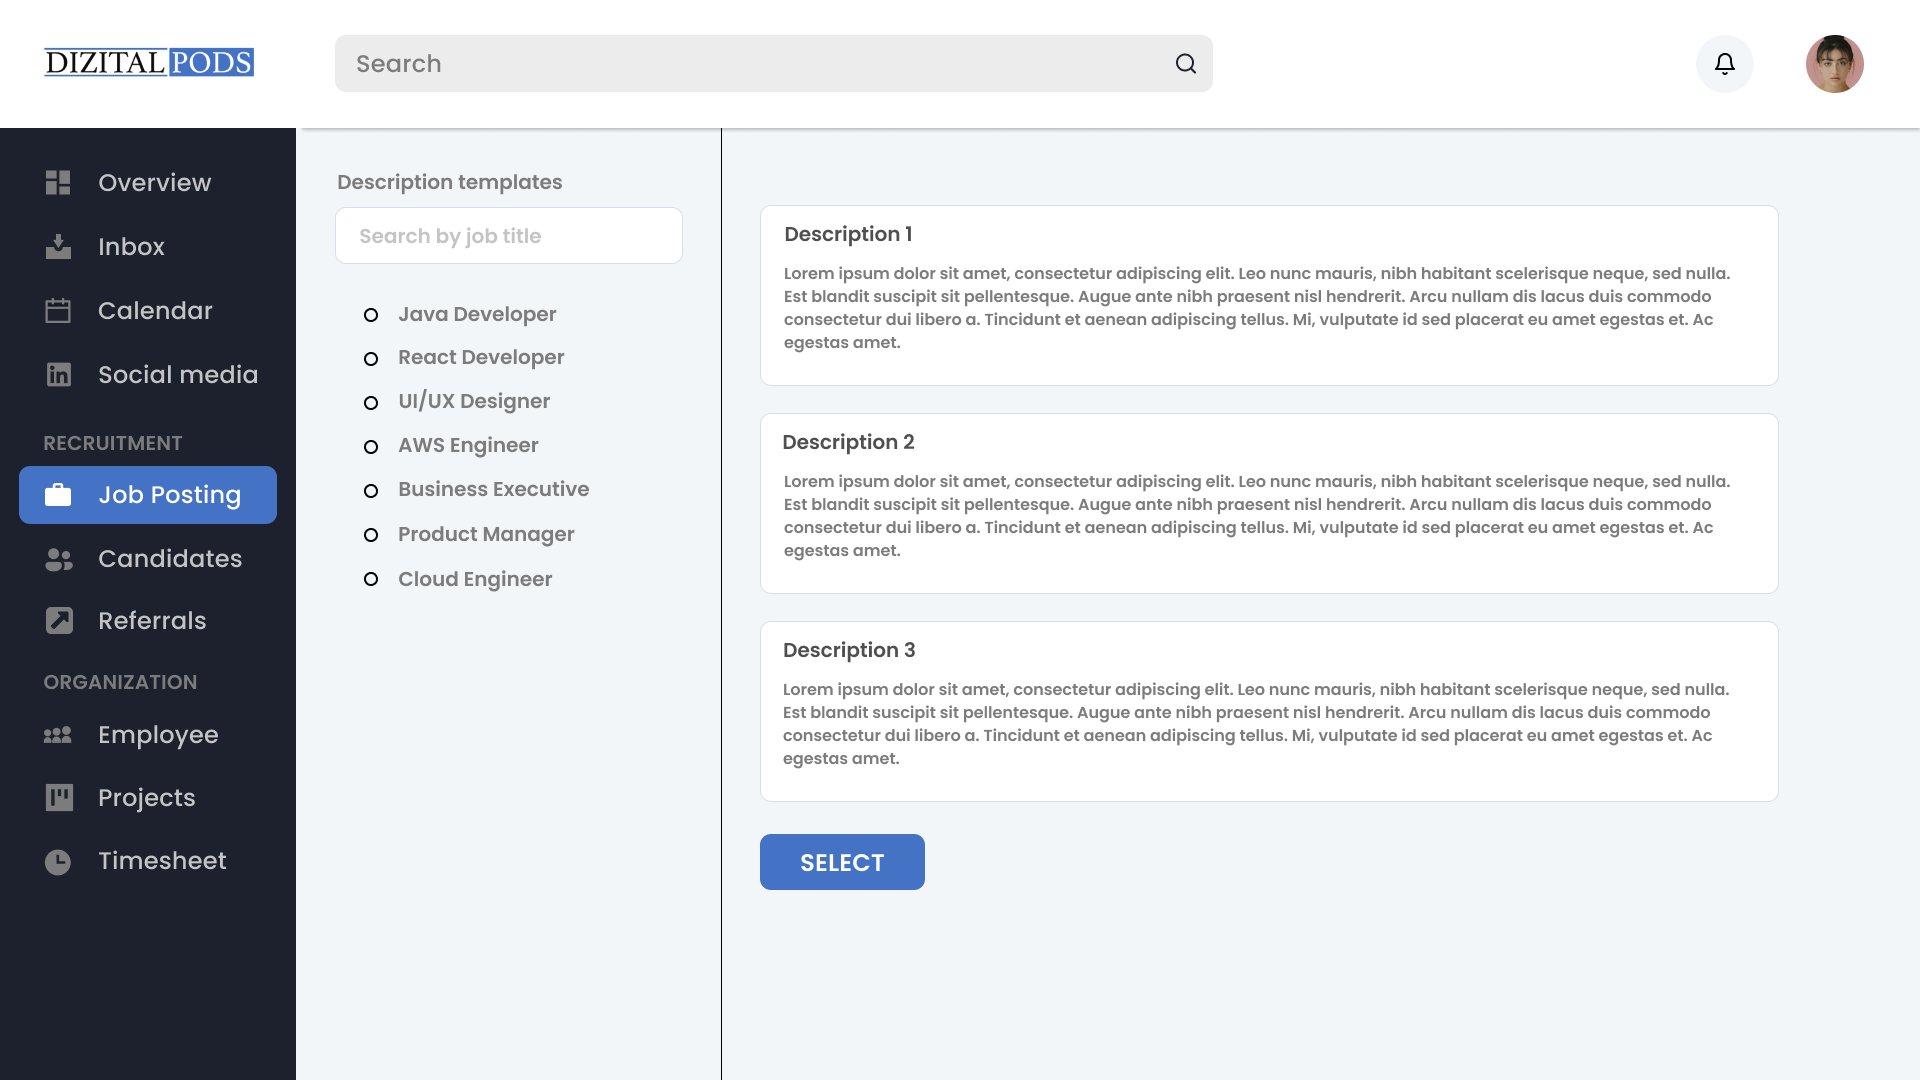 DIZITALPODS
Search
Overview
Inbox
Calendar
Social media
RECRUITMENT
Job Posting
Candidates
Referrals
ORGANIZATION
Employee
Projects
Timesheet
Description templates
Search by job title
Java Developer
React Developer
UI/UX Designer
AWS Engineer
Business Executive
Product Manager
Cloud Engineer
Description 1
Lorem ipsum dolor sit amet, consectetur adipiscing elit. Leo nunc mauris, nibh habitant scelerisque neque, sed nulla.
Est blandit suscipit sit pellentesque. Augue ante nibh praesent nisl hendrerit. Arcu nullam dis lacus duis commodo
consectetur dui libero a. Tincidunt et aenean adipiscing tellus. Mi, vulputate id sed placerat eu amet egestas et. Ac
egestas amet.
Description 2
Lorem ipsum dolor sit amet, consectetur adipiscing elit. Leo nunc mauris, nibh habitant scelerisque neque, sed nulla.
Est blandit suscipit sit pellentesque. Augue ante nibh praesent nisl hendrerit. Arcu nullam dis lacus duis commodo
consectetur dui libero a. Tincidunt et aenean adipiscing tellus. Mi, vulputate id sed placerat eu amet egestas et. Ac
egestas amet.
Description 3
Lorem ipsum dolor sit amet, consectetur adipiscing elit. Leo nunc mauris, nibh habitant scelerisque neque, sed nulla.
Est blandit suscipit sit pellentesque. Augue ante nibh praesent nisl hendrerit. Arcu nullam dis lacus duis commodo
consectetur dui libero a. Tincidunt et aenean adipiscing tellus. Mi, vulputate id sed placerat eu amet egestas et. Ac
egestas amet.
SELECT